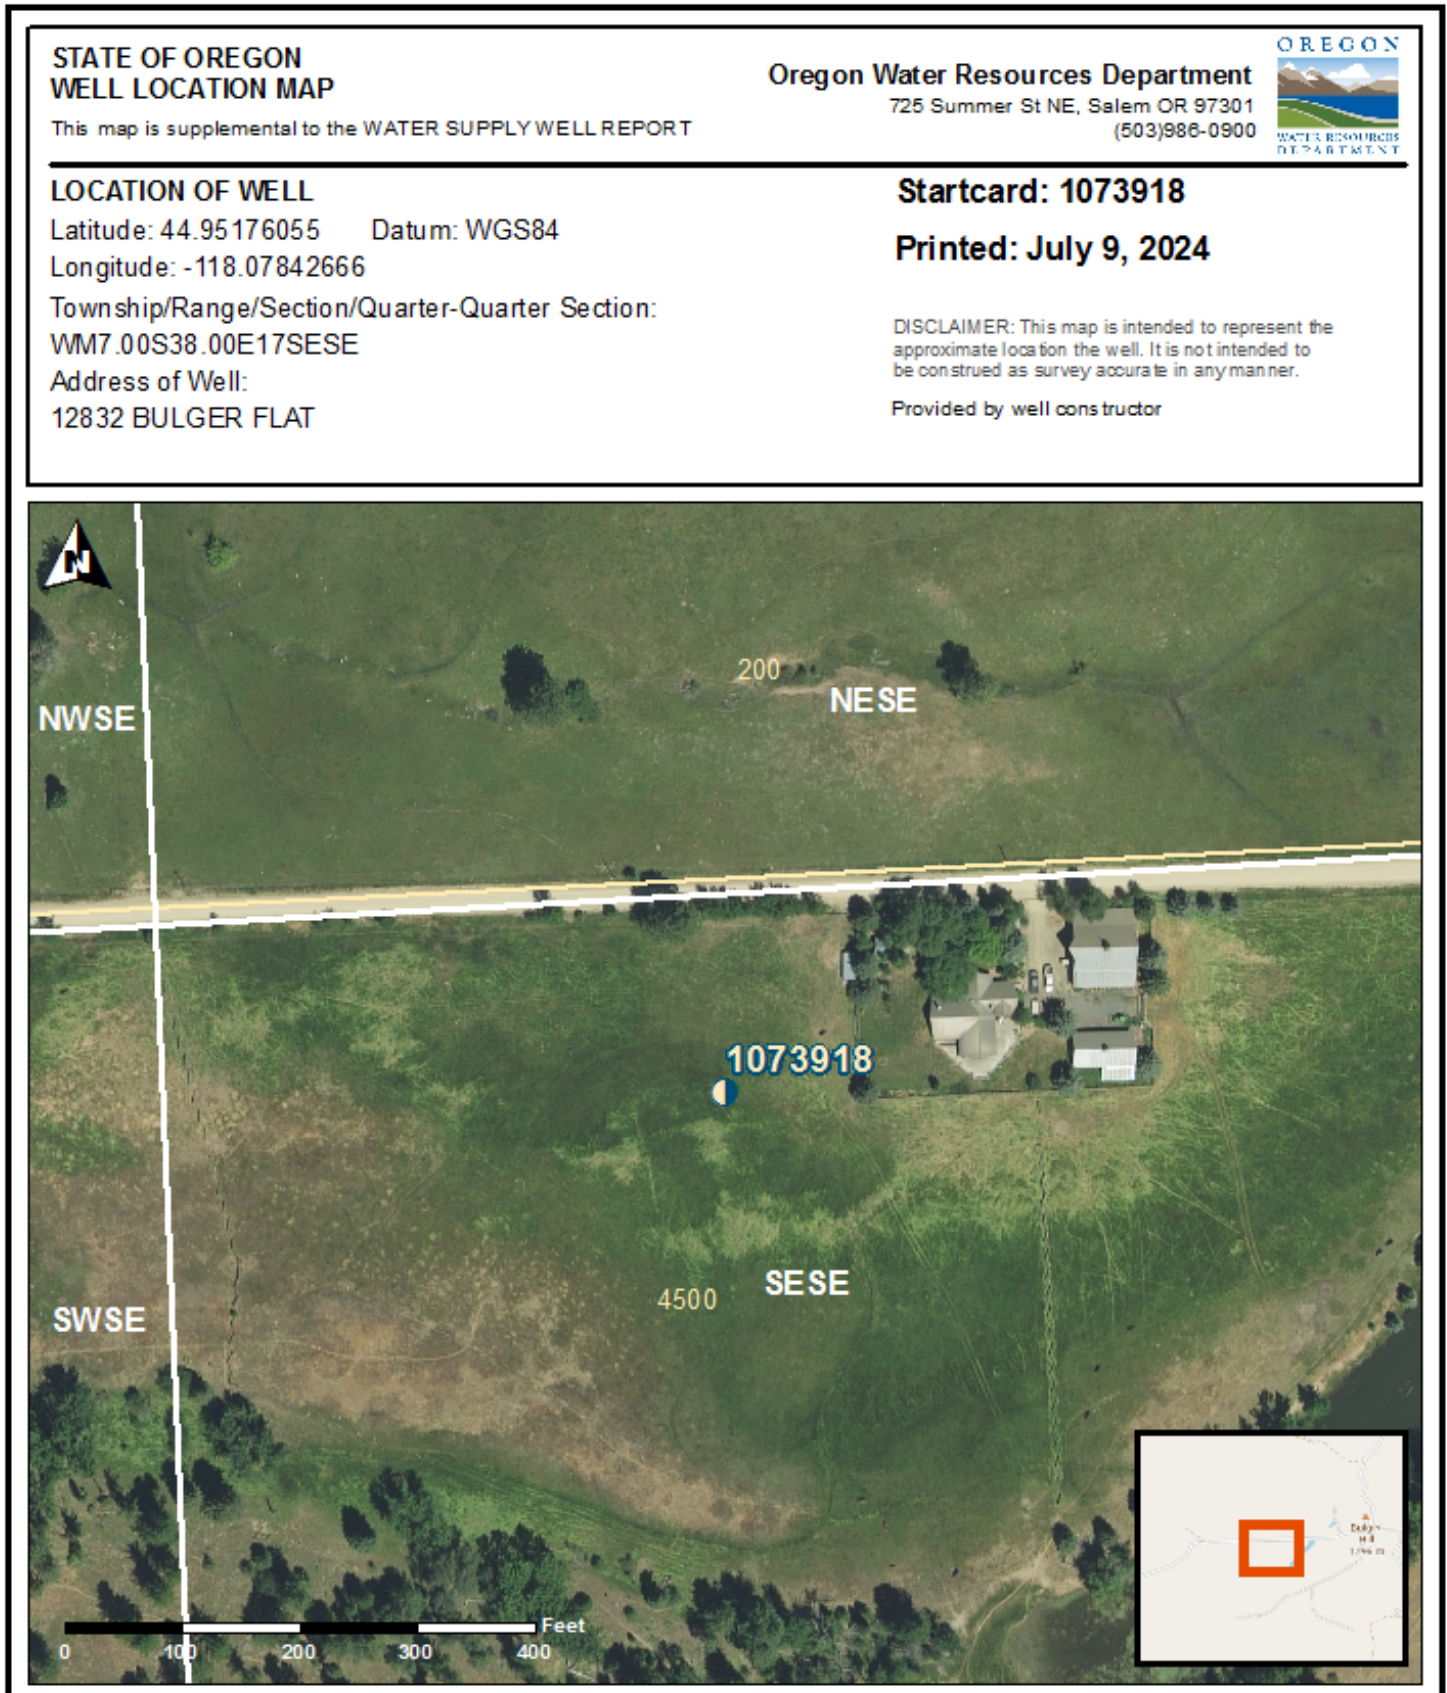 STATE OF OREGON
WELL LOCATION MAP
This map is supplemental to the WATER SUPPLY WELL REPORT
Oregon Water Resources Department
725 Summer St NE, Salem OR 97301
(503)986-0900
OREGON
WATER RESOURCES
DEPARTMENT
LOCATION OF WELL
Latitude: 44.95176055 Datum: WGS84
Longitude: -118.07842666
Township/Range/Section/Quarter-Quarter Section:
WM7.00S38.00E17SESE
Address of Well:
12832 BULGER FLAT
Startcard: 1073918
Printed: July 9, 2024
DISCLAIMER: This map is intended to represent the
approximate location the well. It is not intended to
be construed as survey accurate in any manner.
Provided by well constructor
N
200
NESE
NWSE
1073918
SESE
4500
SWSE
Feet
0 100 200 300 400
Bulger
Hill